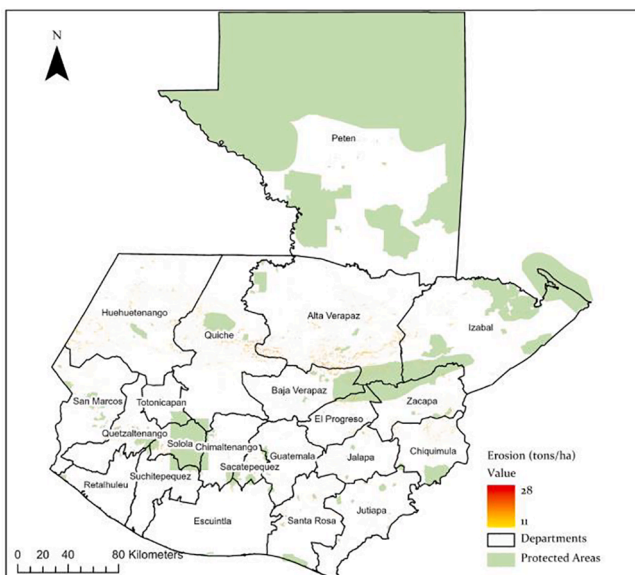 N
Peten
Huehuetenango
Quiche
Alta Verapaz
Izabal
San Marcos
Totonicapan
Baja Verapaz
Zacapa
El Progreso
Quetzaltenango
Solola
Chimaltenango
Guatemala
Jalapa
Chiquimula
Sacatepequez
Retalhuleu
Suchitepequez
Escuintla
Santa Rosa
Jutiapa
0 20 40 80 Kilometers
Erosion (tons/ha)
Value
28
11
Departments
Protected Areas